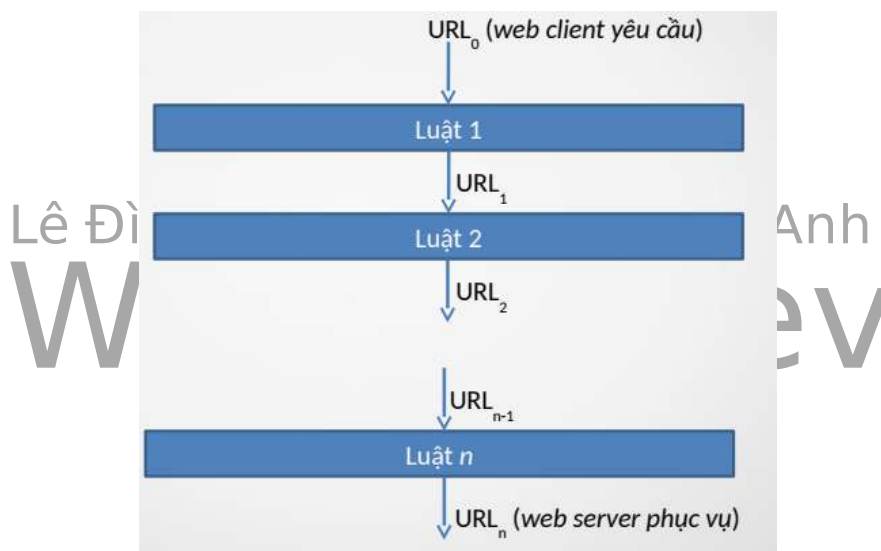 URL0 (web client yêu cầu)
Luật 1
URL1
Lê Đì Anh
Luật 2
W ev
URL2
URLn-1
Luật n
URLn (web server phục vụ)